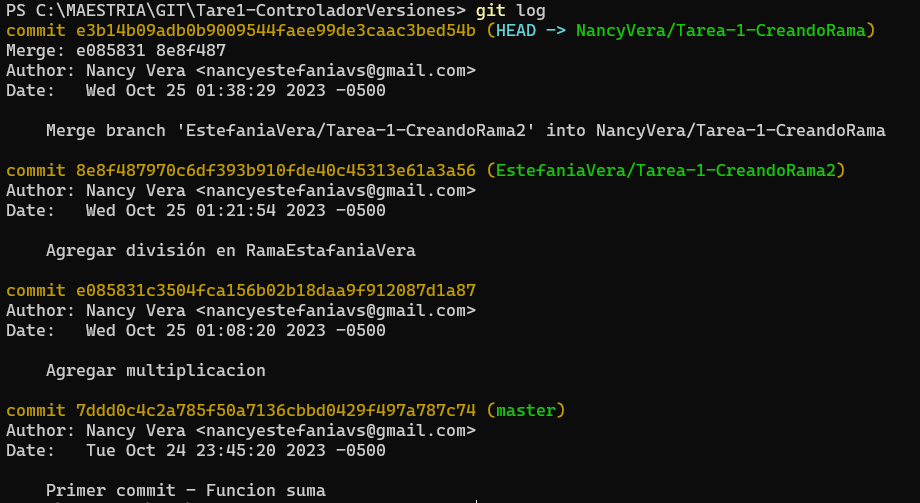 PS C:\MAESTRIA\GIT\Tare1-ControladorVersiones> git log
commit e3b14b09adb0b9009544faee99de3caac3bed54b (HEAD -> NancyVera/Tarea-1-CreandoRama)
Merge: e085831 8e8f487
Author: Nancy Vera <nancyestefaniavs@gmail.com>
Date:   Wed Oct 25 01:38:29 2023 -0500
    Merge branch 'EstefaniaVera/Tarea-1-CreandoRama2' into NancyVera/Tarea-1-CreandoRama
commit 8e8f487970c6df393b910fde40c45313e61a3a56 (EstefaniaVera/Tarea-1-CreandoRama2)
Author: Nancy Vera <nancyestefaniavs@gmail.com>
Date:   Wed Oct 25 01:21:54 2023 -0500
    Agregar división en RamaEstafaniaVera
commit e085831c3504fca156b02b18daa9f912087d1a87
Author: Nancy Vera <nancyestefaniavs@gmail.com>
Date:   Wed Oct 25 01:08:20 2023 -0500
    Agregar multiplicacion
commit 7ddd0c4c2a785f50a7136cbbd0429f497a787c74 (master)
Author: Nancy Vera <nancyestefaniavs@gmail.com>
Date:   Tue Oct 24 23:45:20 2023 -0500
    Primer commit - Funcion suma